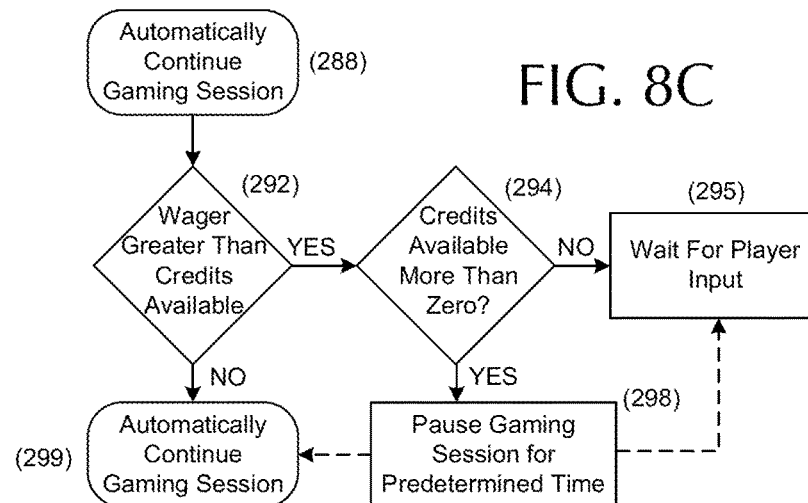 Automatically
Continue
Gaming Session
(288)
FIG. 8C
(292)
Wager
Greater Than
Credits
Available
YES
(294)
Credits
Available
More Than
Zero?
NO
(295)
Wait For Player
Input
NO
YES
(298)
(299)
Automatically
Continue
Gaming Session
Pause Gaming
Session for
Predetermined Time